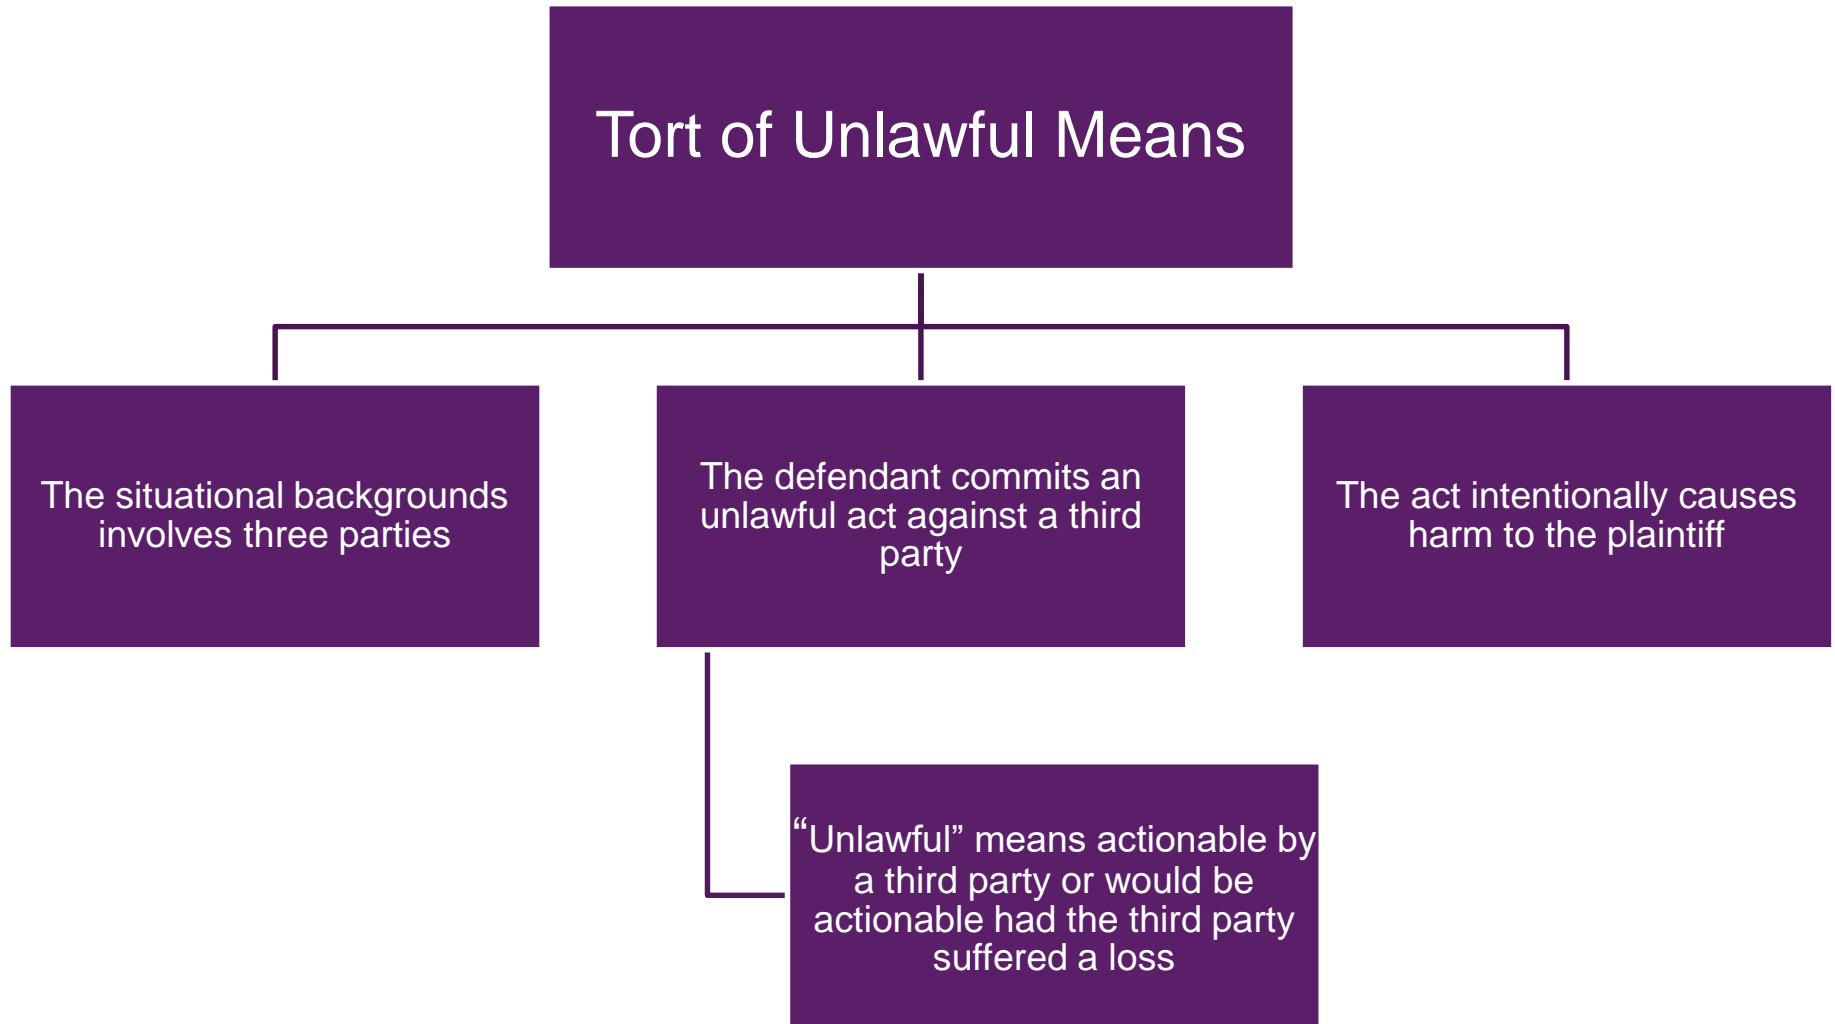 Tort of Unlawful Means
The situational backgrounds
involves three parties
The defendant commits an
unlawful act against a third
party
The act intentionally causes
harm to the plaintiff
“Unlawful” means actionable by
a third party or would be
actionable had the third party
suffered a loss